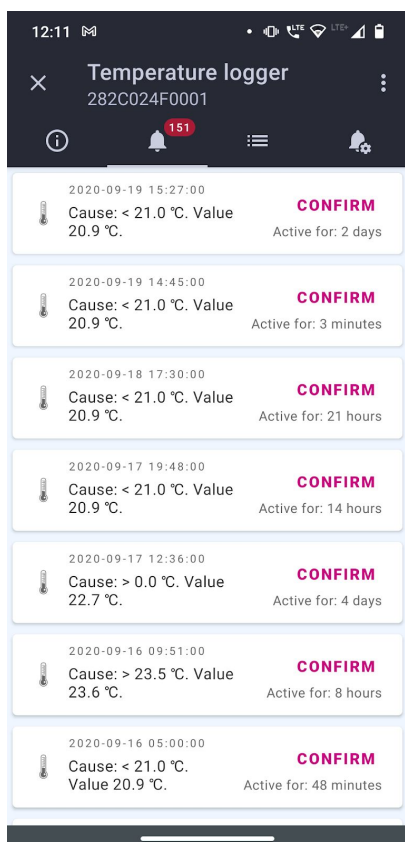 12:11
LTE LTE+
Temperature logger
282C024F0001
151
2020-09-19 15:27:00
Cause: < 21.0 ℃. Value
20.9 ℃.
CONFIRM
Active for: 2 days
2020-09-19 14:45:00
Cause: < 21.0 ℃. Value
20.9 ℃.
CONFIRM
Active for: 3 minutes
2020-09-18 17:30:00
Cause: < 21.0 ℃. Value
20.9 ℃.
CONFIRM
Active for: 21 hours
2020-09-17 19:48:00
Cause: < 21.0 ℃. Value
20.9 ℃.
CONFIRM
Active for: 14 hours
2020-09-17 12:36:00
Cause: > 0.0 ℃. Value
22.7 ℃.
CONFIRM
Active for: 4 days
2020-09-16 09:51:00
Cause: > 23.5 ℃. Value
23.6 ℃.
CONFIRM
Active for: 8 hours
2020-09-16 05:00:00
Cause: < 21.0 ℃.
Value 20.9 ℃.
CONFIRM
Active for: 48 minutes